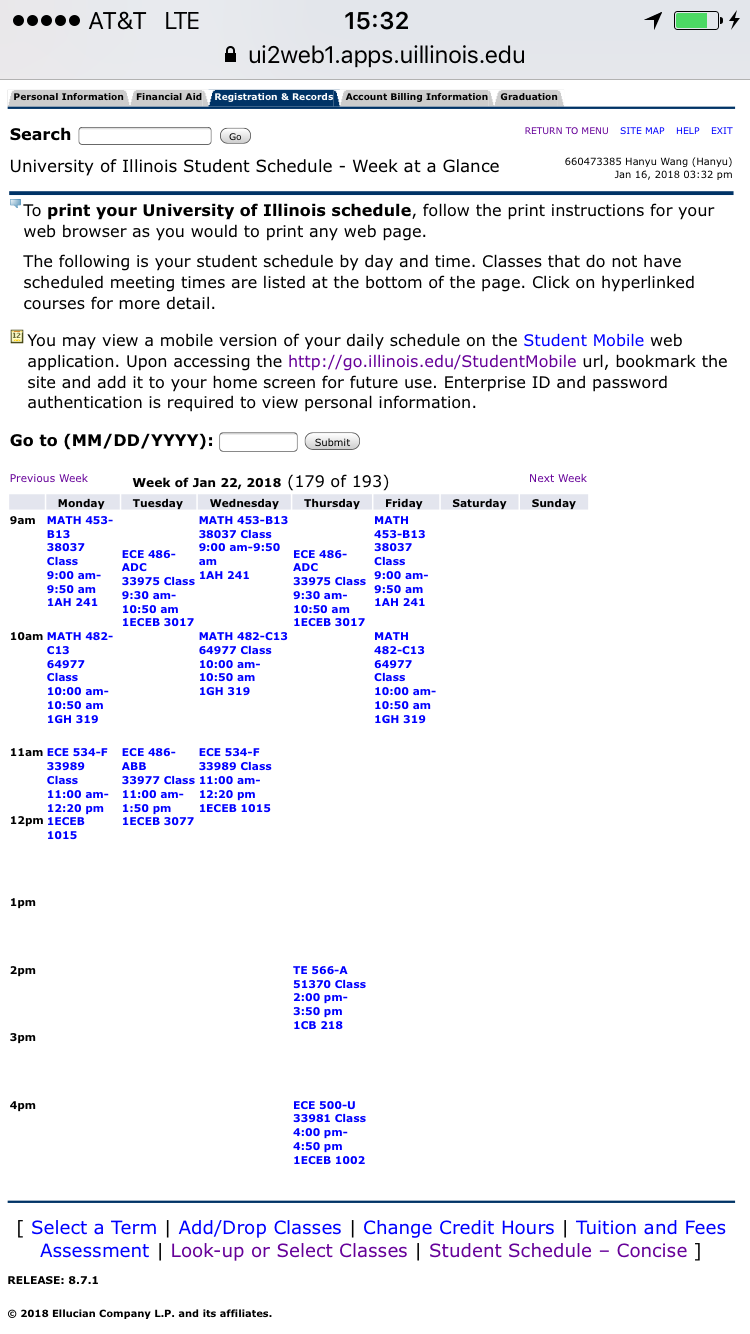 AT&T LTE 15:32
ui2web1.apps.uillinois.edu
Personal Information Financial Aid Registration & Records Account Billing Information Graduation
Search Go RETURN TO MENU SITE MAP HELP EXIT
University of Illinois Student Schedule - Week at a Glance 660473385 Hanyu Wang (Hanyu)
Jan 16, 2018 03:32 pm
To print your University of Illinois schedule, follow the print instructions for your
web browser as you would to print any web page.
The following is your student schedule by day and time. Classes that do not have
scheduled meeting times are listed at the bottom of the page. Click on hyperlinked
courses for more detail.
12
You may view a mobile version of your daily schedule on the Student Mobile web
application. Upon accessing the http://go.illinois.edu/StudentMobile url, bookmark the
site and add it to your home screen for future use. Enterprise ID and password
authentication is required to view personal information.
Go to (MM/DD/YYYY): Submit
Previous Week Week of Jan 22, 2018 (179 of 193) Next Week
Monday Tuesday Wednesday Thursday Friday Saturday Sunday
9am
MATH 453-
B13
38037
Class
9:00 am-
9:50 am
1AH 241
ECE 486-
ADC
33975 Class
9:30 am-
10:50 am
1ECEB 3017
MATH 453-B13
38037 Class
9:00 am-9:50
am
1AH 241
ECE 486-
ADC
33975 Class
9:30 am-
10:50 am
1ECEB 3017
MATH
453-B13
38037
Class
9:00 am-
9:50 am
1AH 241
10am
MATH 482-
C13
64977
Class
10:00 am-
10:50 am
1GH 319
MATH 482-C13
64977 Class
10:00 am-
10:50 am
1GH 319
MATH
482-C13
64977
Class
10:00 am-
10:50 am
1GH 319
11am
ECE 534-F
33989
Class
11:00 am-
12:20 pm
1ECEB
1015
ECE 486-
ABB
33977 Class
11:00 am-
1:50 pm
1ECEB 3077
ECE 534-F
33989 Class
11:00 am-
12:20 pm
1ECEB 1015
12pm
1pm
2pm
TE 566-A
51370 Class
2:00 pm-
3:50 pm
1CB 218
3pm
4pm
ECE 500-U
33981 Class
4:00 pm-
4:50 pm
1ECEB 1002
[ Select a Term | Add/Drop Classes | Change Credit Hours | Tuition and Fees
Assessment | Look-up or Select Classes | Student Schedule – Concise ]
RELEASE: 8.7.1
© 2018 Ellucian Company L.P. and its affiliates.